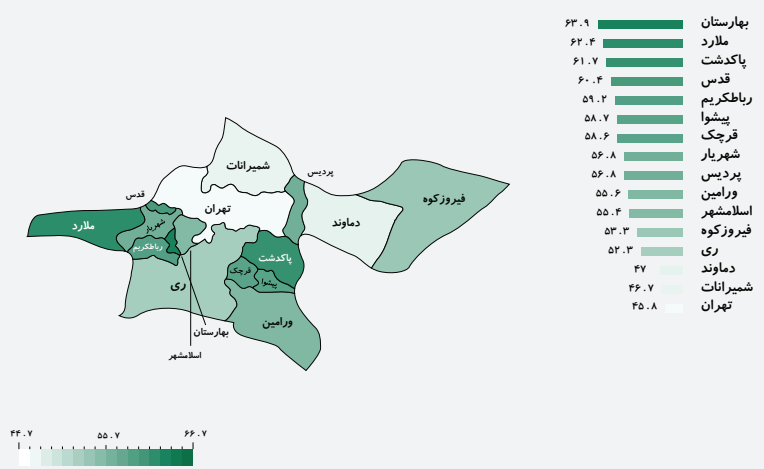 بهارستان ۶۳.۹
ملارد ۶۲.۴
پاکدشت ۶۱.۷
قدس ۶۰.۴
رباطکریم ۵۹.۲
پیشوا ۵۸.۷
قرچک ۵۸.۶
شهریار ۵۶.۸
پردیس ۵۶.۸
ورامین ۵۵.۶
اسلامشهر ۵۵.۴
فیروزکوه ۵۳.۳
ری ۵۲.۳
دماوند ۴۷
شمیرانات ۴۶.۷
تهران ۴۵.۸
شمیرانات
پردیس
قدس
فیروزکوه
تهران
دماوند
ملارد
شهریار
رباطکریم
پاکدشت
قرچک
پیشوا
ری
ورامین
بهارستان
اسلامشهر
۴۴.۷ ۵۵.۷ ۶۶.۷